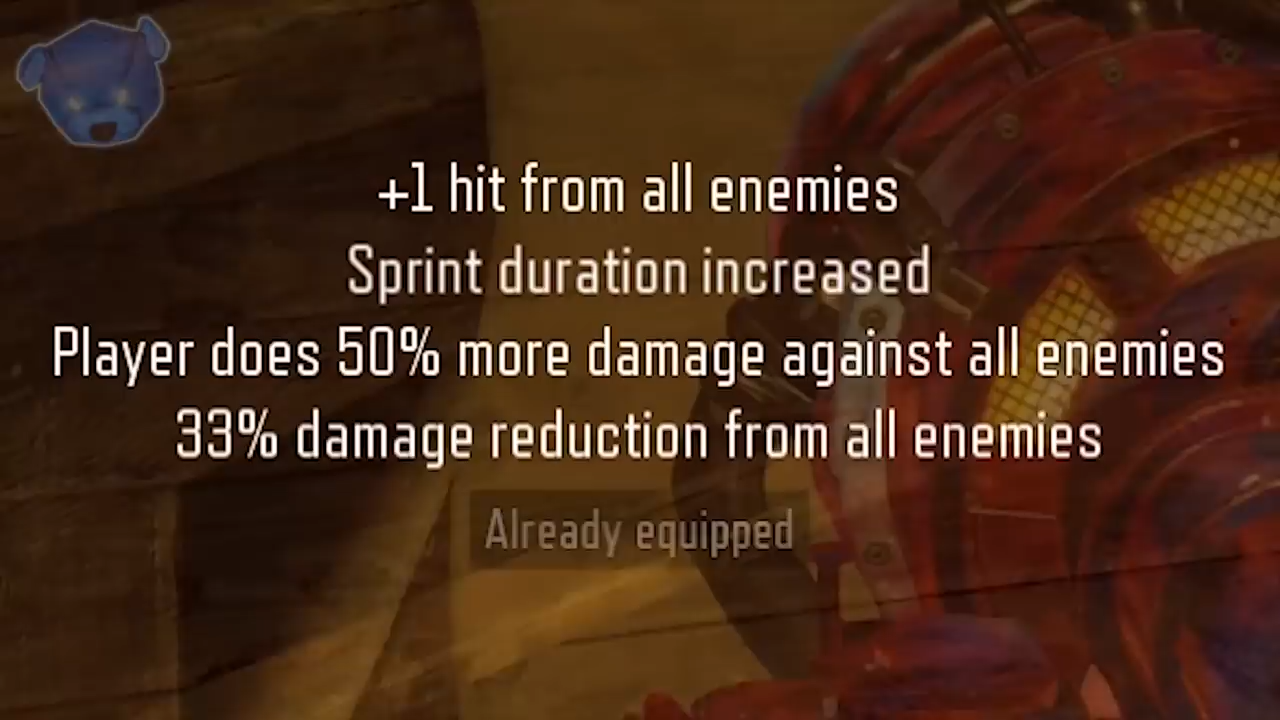 +1 hit from all enemies
Sprint duration increased
Player does 50% more damage against all enemies
33% damage reduction from all enemies
Already equipped